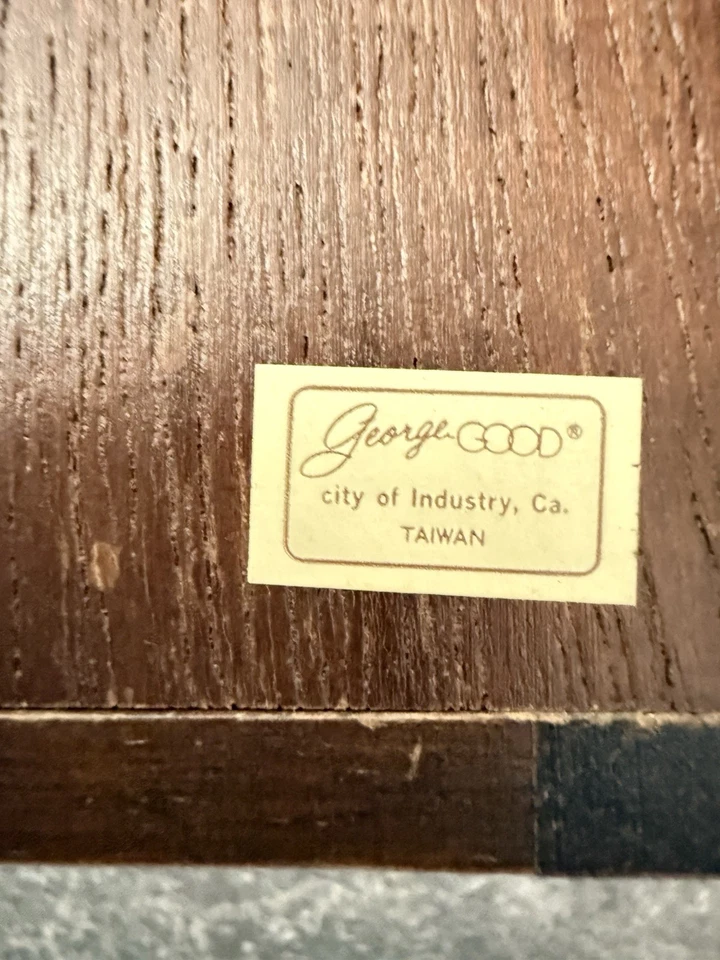 George GOOD®
city of Industry, Ca.
TAIWAN